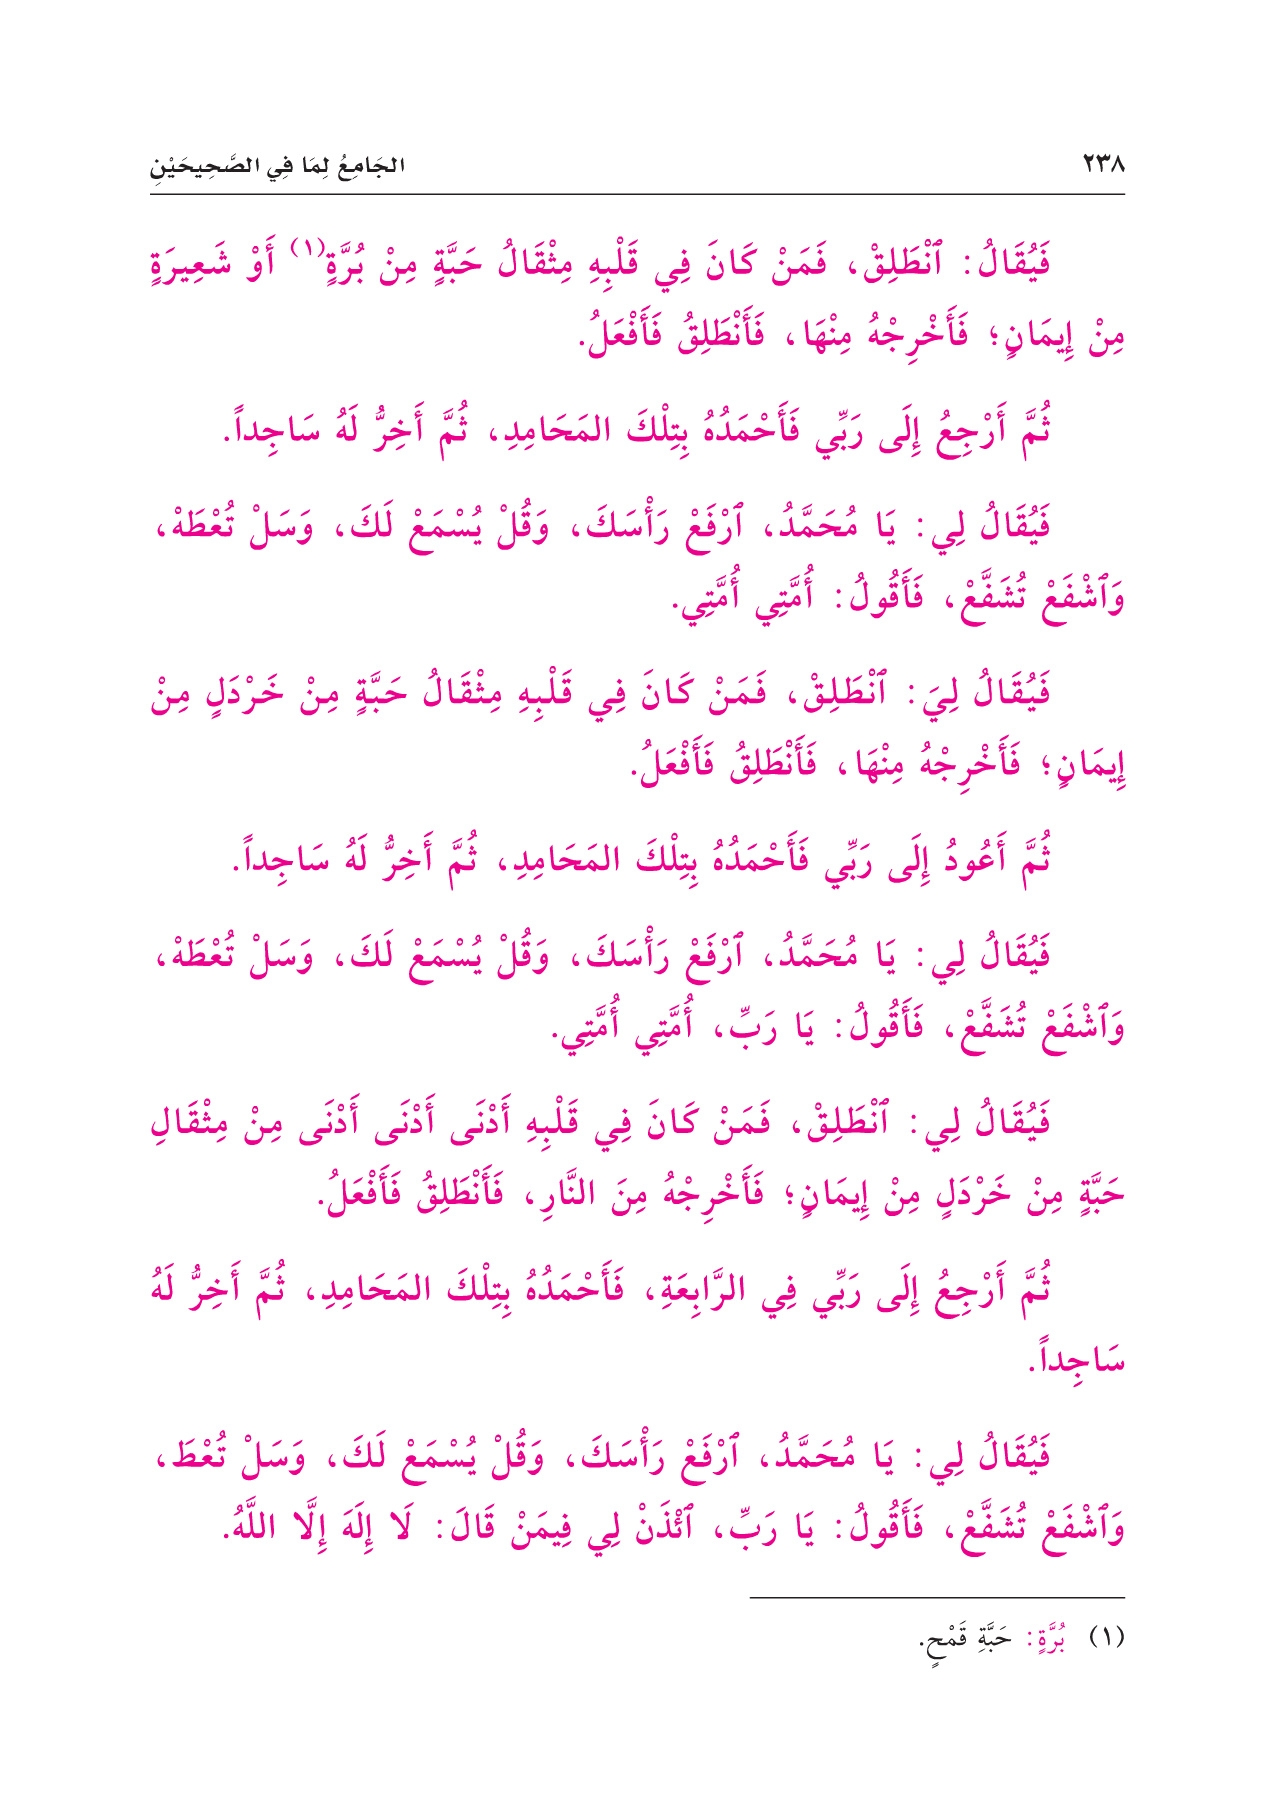 ٢٣٨ الجَامِعُ لِمَا فِي الصَّحِيحَيْنِ
فَيُقَالُ: ٱنْطَلِقْ، فَمَنْ كَانَ فِي قَلْبِهِ مِثْقَالُ حَبَّةٍ مِنْ بُرَّةٍ(١) أَوْ شَعِيرَةٍ
مِنْ إِيمَانٍ؛ فَأَخْرِجْهُ مِنْهَا، فَأَنْطَلِقُ فَأَفْعَلُ.
ثُمَّ أَرْجِعُ إِلَى رَبِّي فَأَحْمَدُهُ بِتِلْكَ المَحَامِدِ، ثُمَّ أَخِرُّ لَهُ سَاجِداً.
فَيُقَالُ لِي: يَا مُحَمَّدُ، ٱرْفَعْ رَأْسَكَ، وَقُلْ يُسْمَعْ لَكَ، وَسَلْ تُعْطَهْ،
وَٱشْفَعْ تُشَفَّعْ، فَأَقُولُ: أُمَّتِي أُمَّتِي.
فَيُقَالُ لِيَ: ٱنْطَلِقْ، فَمَنْ كَانَ فِي قَلْبِهِ مِثْقَالُ حَبَّةٍ مِنْ خَرْدَلٍ مِنْ
إِيمَانٍ؛ فَأَخْرِجْهُ مِنْهَا، فَأَنْطَلِقُ فَأَفْعَلُ.
ثُمَّ أَعُودُ إِلَى رَبِّي فَأَحْمَدُهُ بِتِلْكَ المَحَامِدِ، ثُمَّ أَخِرُّ لَهُ سَاجِداً.
فَيُقَالُ لِي: يَا مُحَمَّدُ، ٱرْفَعْ رَأْسَكَ، وَقُلْ يُسْمَعْ لَكَ، وَسَلْ تُعْطَهْ،
وَٱشْفَعْ تُشَفَّعْ، فَأَقُولُ: يَا رَبِّ، أُمَّتِي أُمَّتِي.
فَيُقَالُ لِي: ٱنْطَلِقْ، فَمَنْ كَانَ فِي قَلْبِهِ أَدْنَى أَدْنَى أَدْنَى مِنْ مِثْقَالِ
حَبَّةٍ مِنْ خَرْدَلٍ مِنْ إِيمَانٍ؛ فَأَخْرِجْهُ مِنَ النَّارِ، فَأَنْطَلِقُ فَأَفْعَلُ.
ثُمَّ أَرْجِعُ إِلَى رَبِّي فِي الرَّابِعَةِ، فَأَحْمَدُهُ بِتِلْكَ المَحَامِدِ، ثُمَّ أَخِرُّ لَهُ
سَاجِداً.
فَيُقَالُ لِي: يَا مُحَمَّدُ، ٱرْفَعْ رَأْسَكَ، وَقُلْ يُسْمَعْ لَكَ، وَسَلْ تُعْطَ،
وَٱشْفَعْ تُشَفَّعْ، فَأَقُولُ: يَا رَبِّ، ٱئْذَنْ لِي فِيمَنْ قَالَ: لَا إِلَهَ إِلَّا اللَّهُ.
(١) بُرَّةٍ: حَبَّةِ قَمْحٍ.